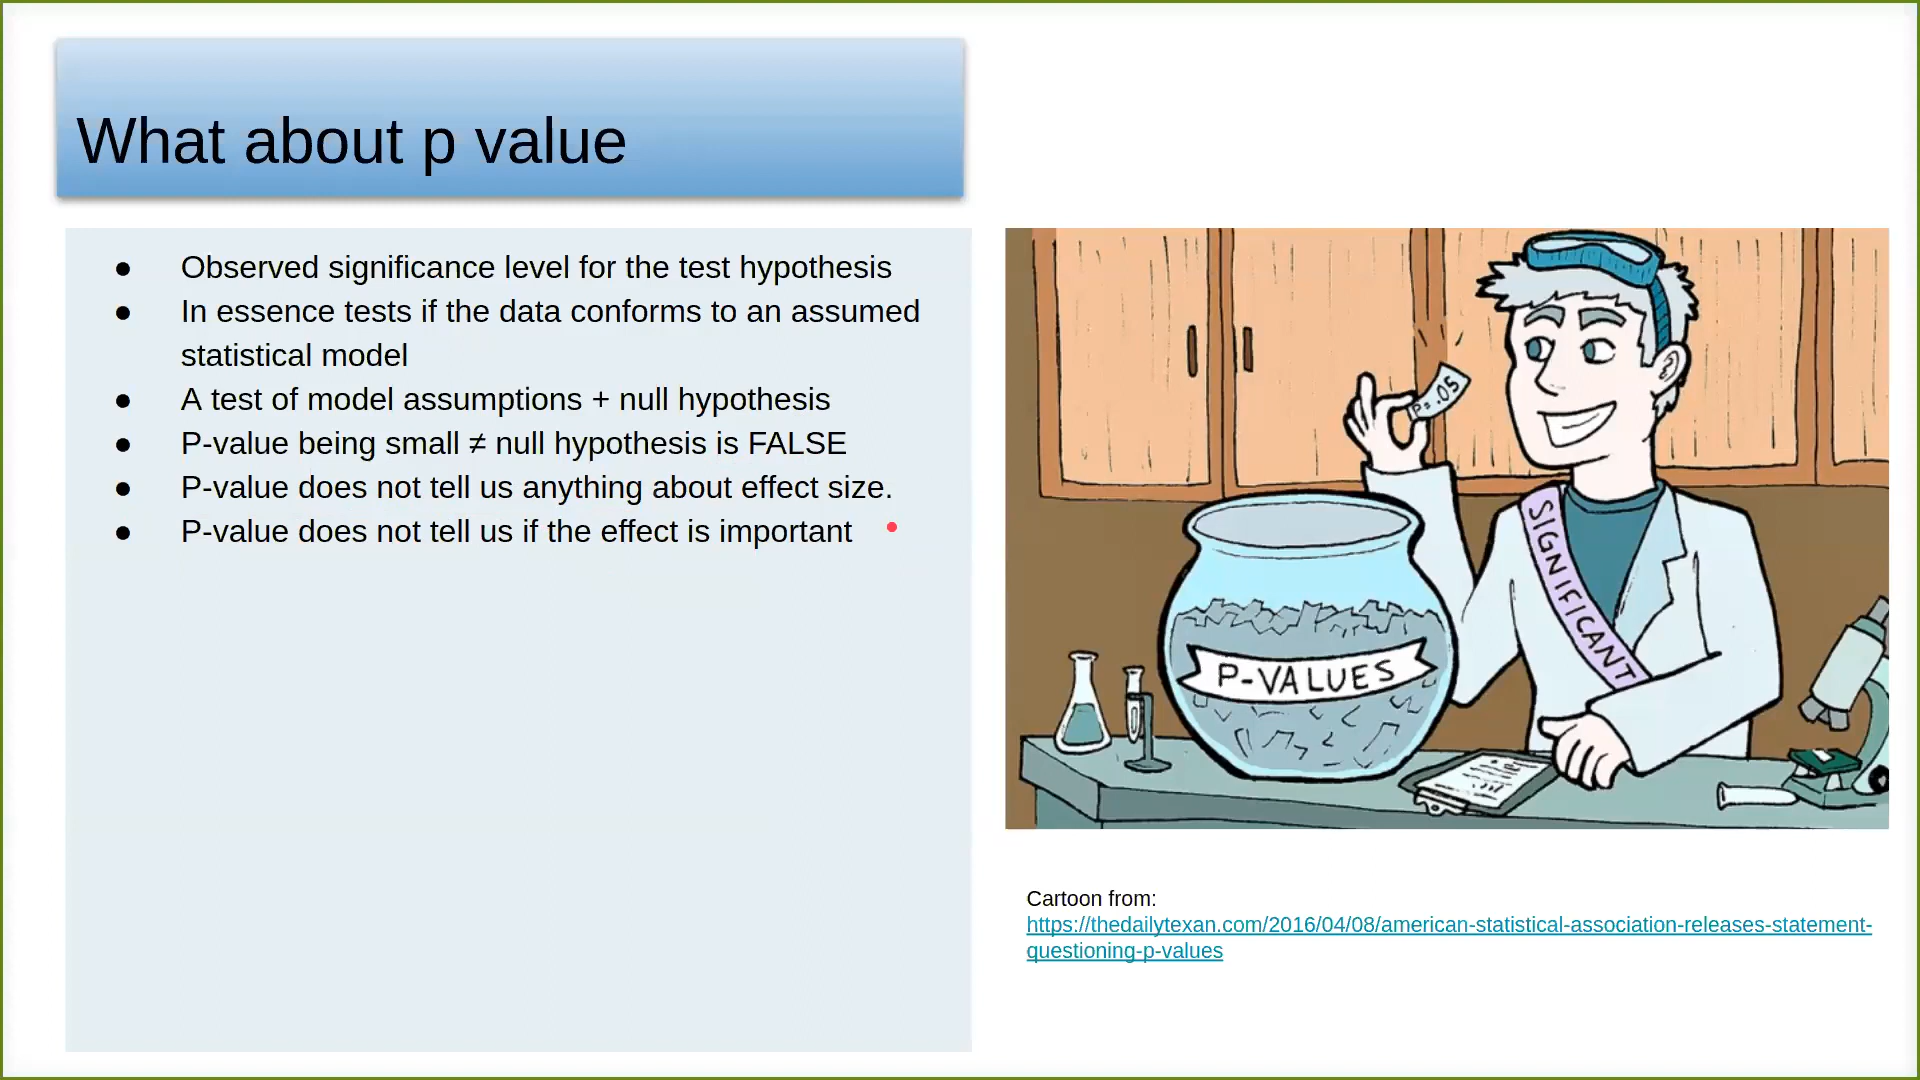 What about p value
● Observed significance level for the test hypothesis
● In essence tests if the data conforms to an assumed
statistical model
● A test of model assumptions + null hypothesis
● P-value being small ≠ null hypothesis is FALSE
● P-value does not tell us anything about effect size.
● P-value does not tell us if the effect is important
P=.05
SIGNIFICANT
P-VALUES
Cartoon from:
https://thedailytexan.com/2016/04/08/american-statistical-association-releases-statement-
questioning-p-values